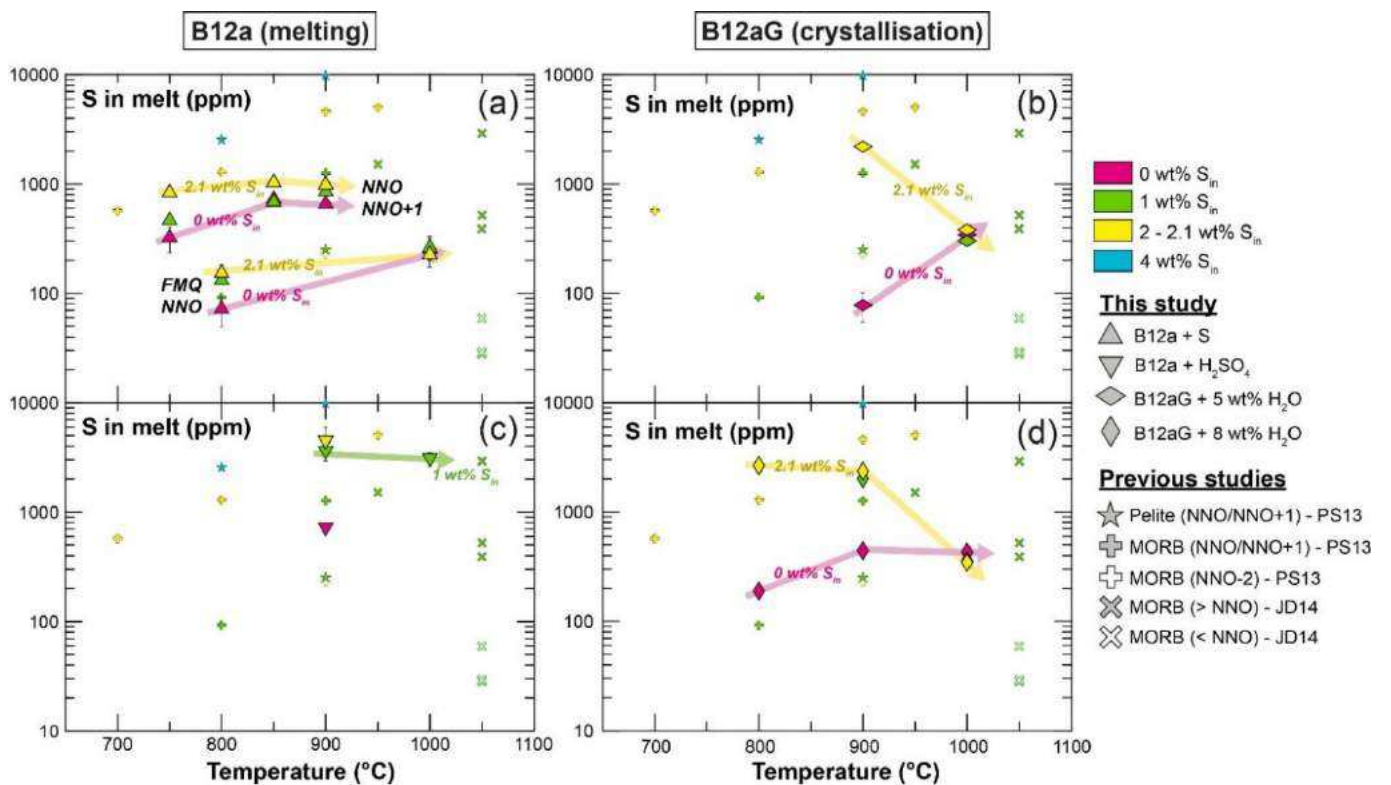 B12a (melting)
B12aG (crystallisation)
10000
1000
100
S in melt (ppm)
(a)
2.1 wt% S_in
NNO
NNO+1
0 wt% S_in
FMQ
NNO
2.1 wt% S_in
0 wt% S_in
S in melt (ppm)
(b)
2.1 wt% S_in
0 wt% S_in
10000
1000
100
10
S in melt (ppm)
(c)
1 wt% S_in
700
800
900
1000
1100
Temperature (°C)
S in melt (ppm)
(d)
2.1 wt% S_in
0 wt% S_in
700
800
900
1000
1100
Temperature (°C)
0 wt% S_in
1 wt% S_in
2 - 2.1 wt% S_in
4 wt% S_in
This study
B12a + S
B12a + H₂SO₄
B12aG + 5 wt% H₂O
B12aG + 8 wt% H₂O
Previous studies
Pelite (NNO/NNO+1) - PS13
MORB (NNO/NNO+1) - PS13
MORB (NNO-2) - PS13
MORB (> NNO) - JD14
MORB (< NNO) - JD14